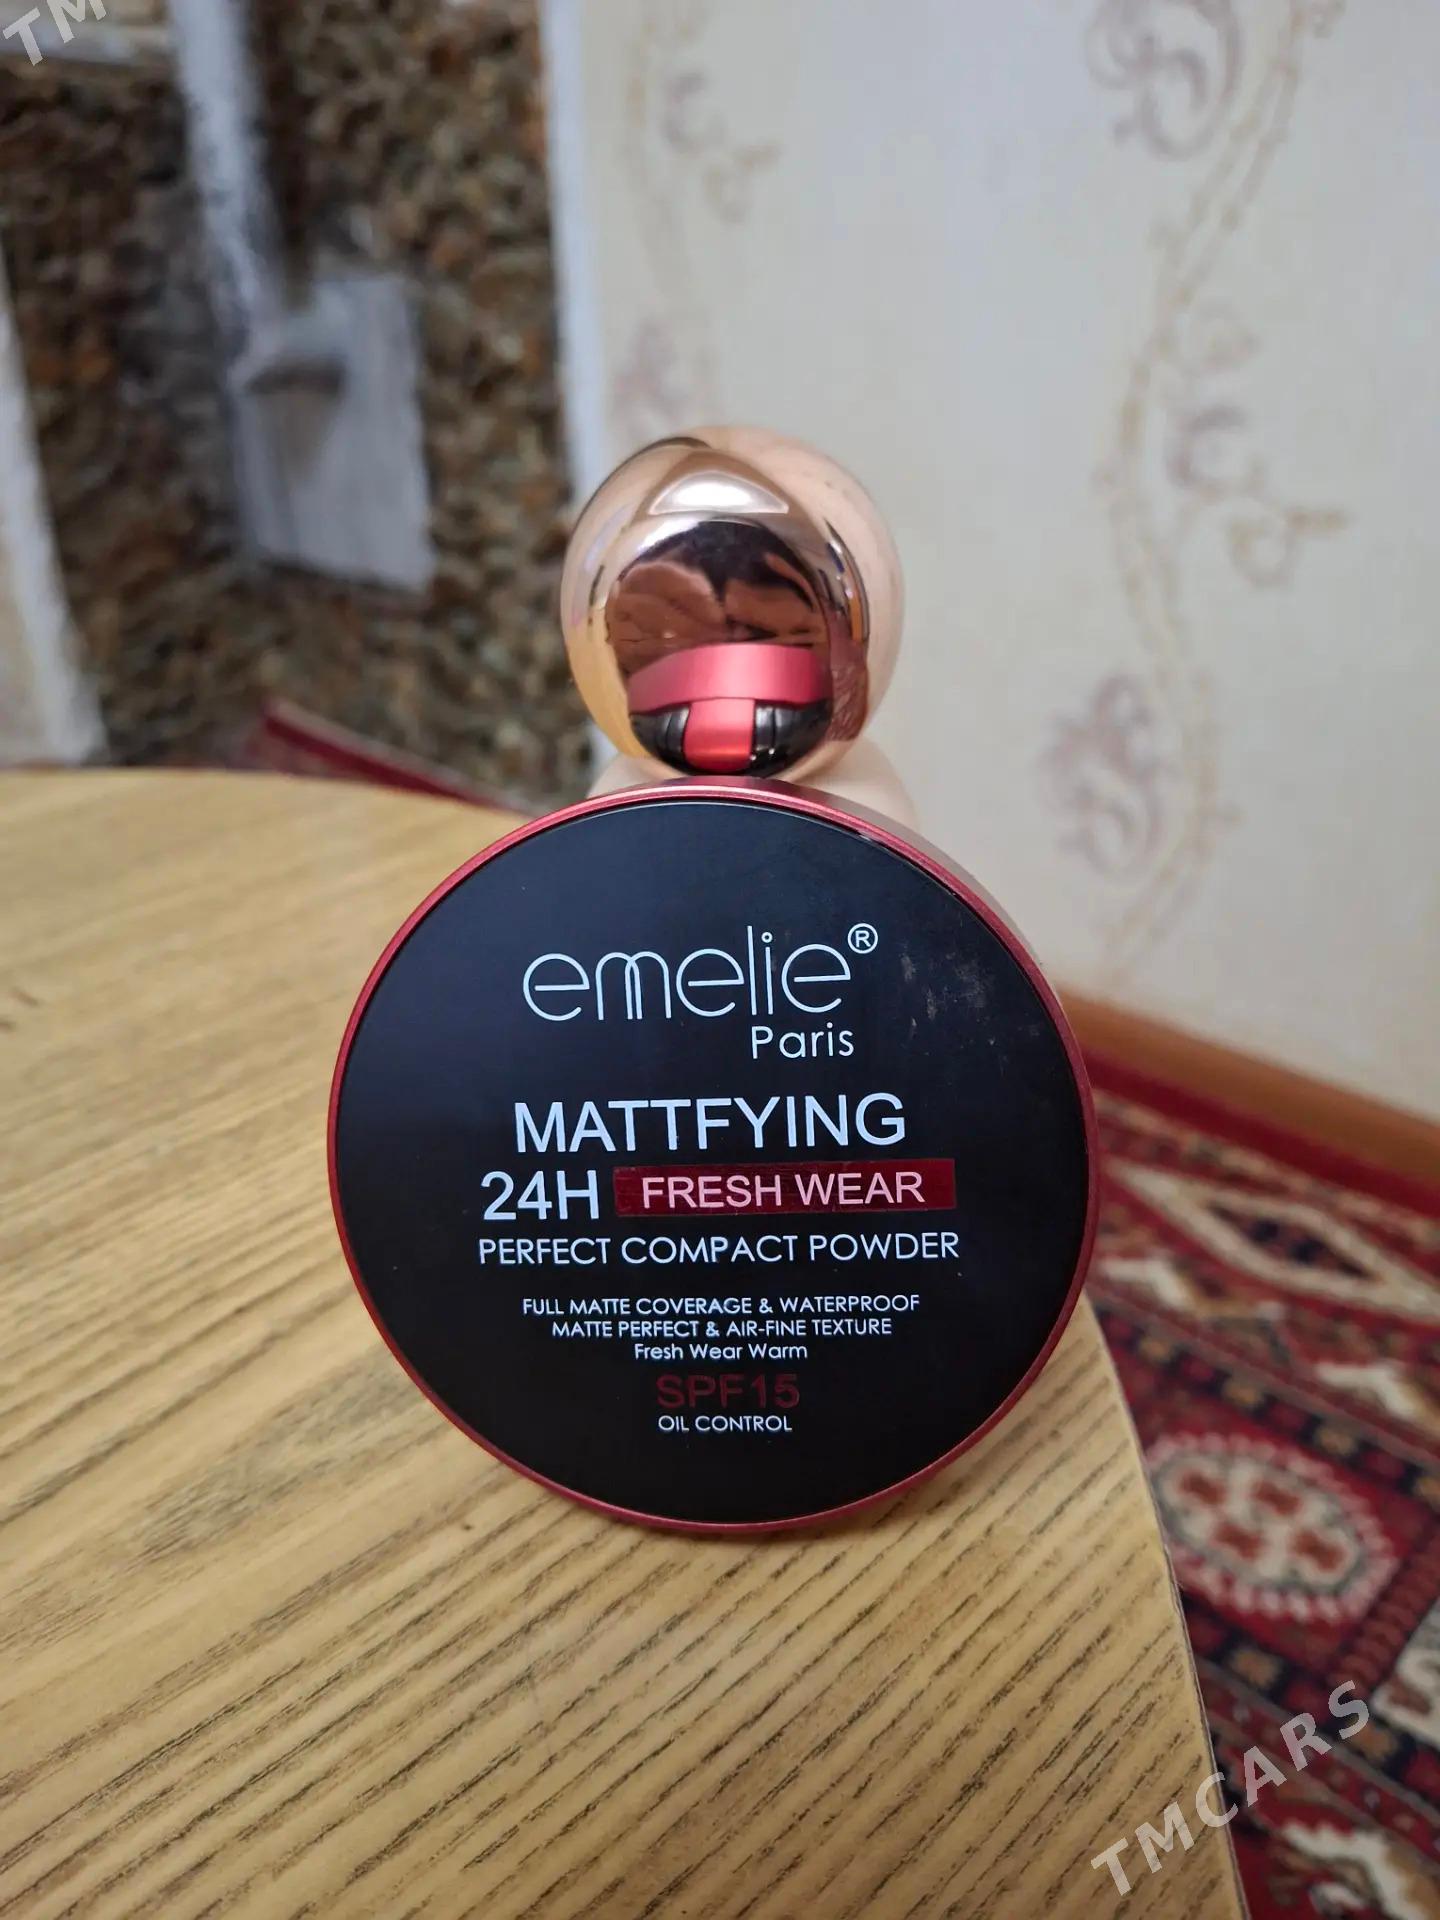 TM
emelie®
Paris
MATTFYING
24H FRESH WEAR
PERFECT COMPACT POWDER
FULL MATTE COVERAGE & WATERPROOF
MATTE PERFECT & AIR-FINE TEXTURE
Fresh Wear Warm
SPF15
OIL CONTROL
TMCARS